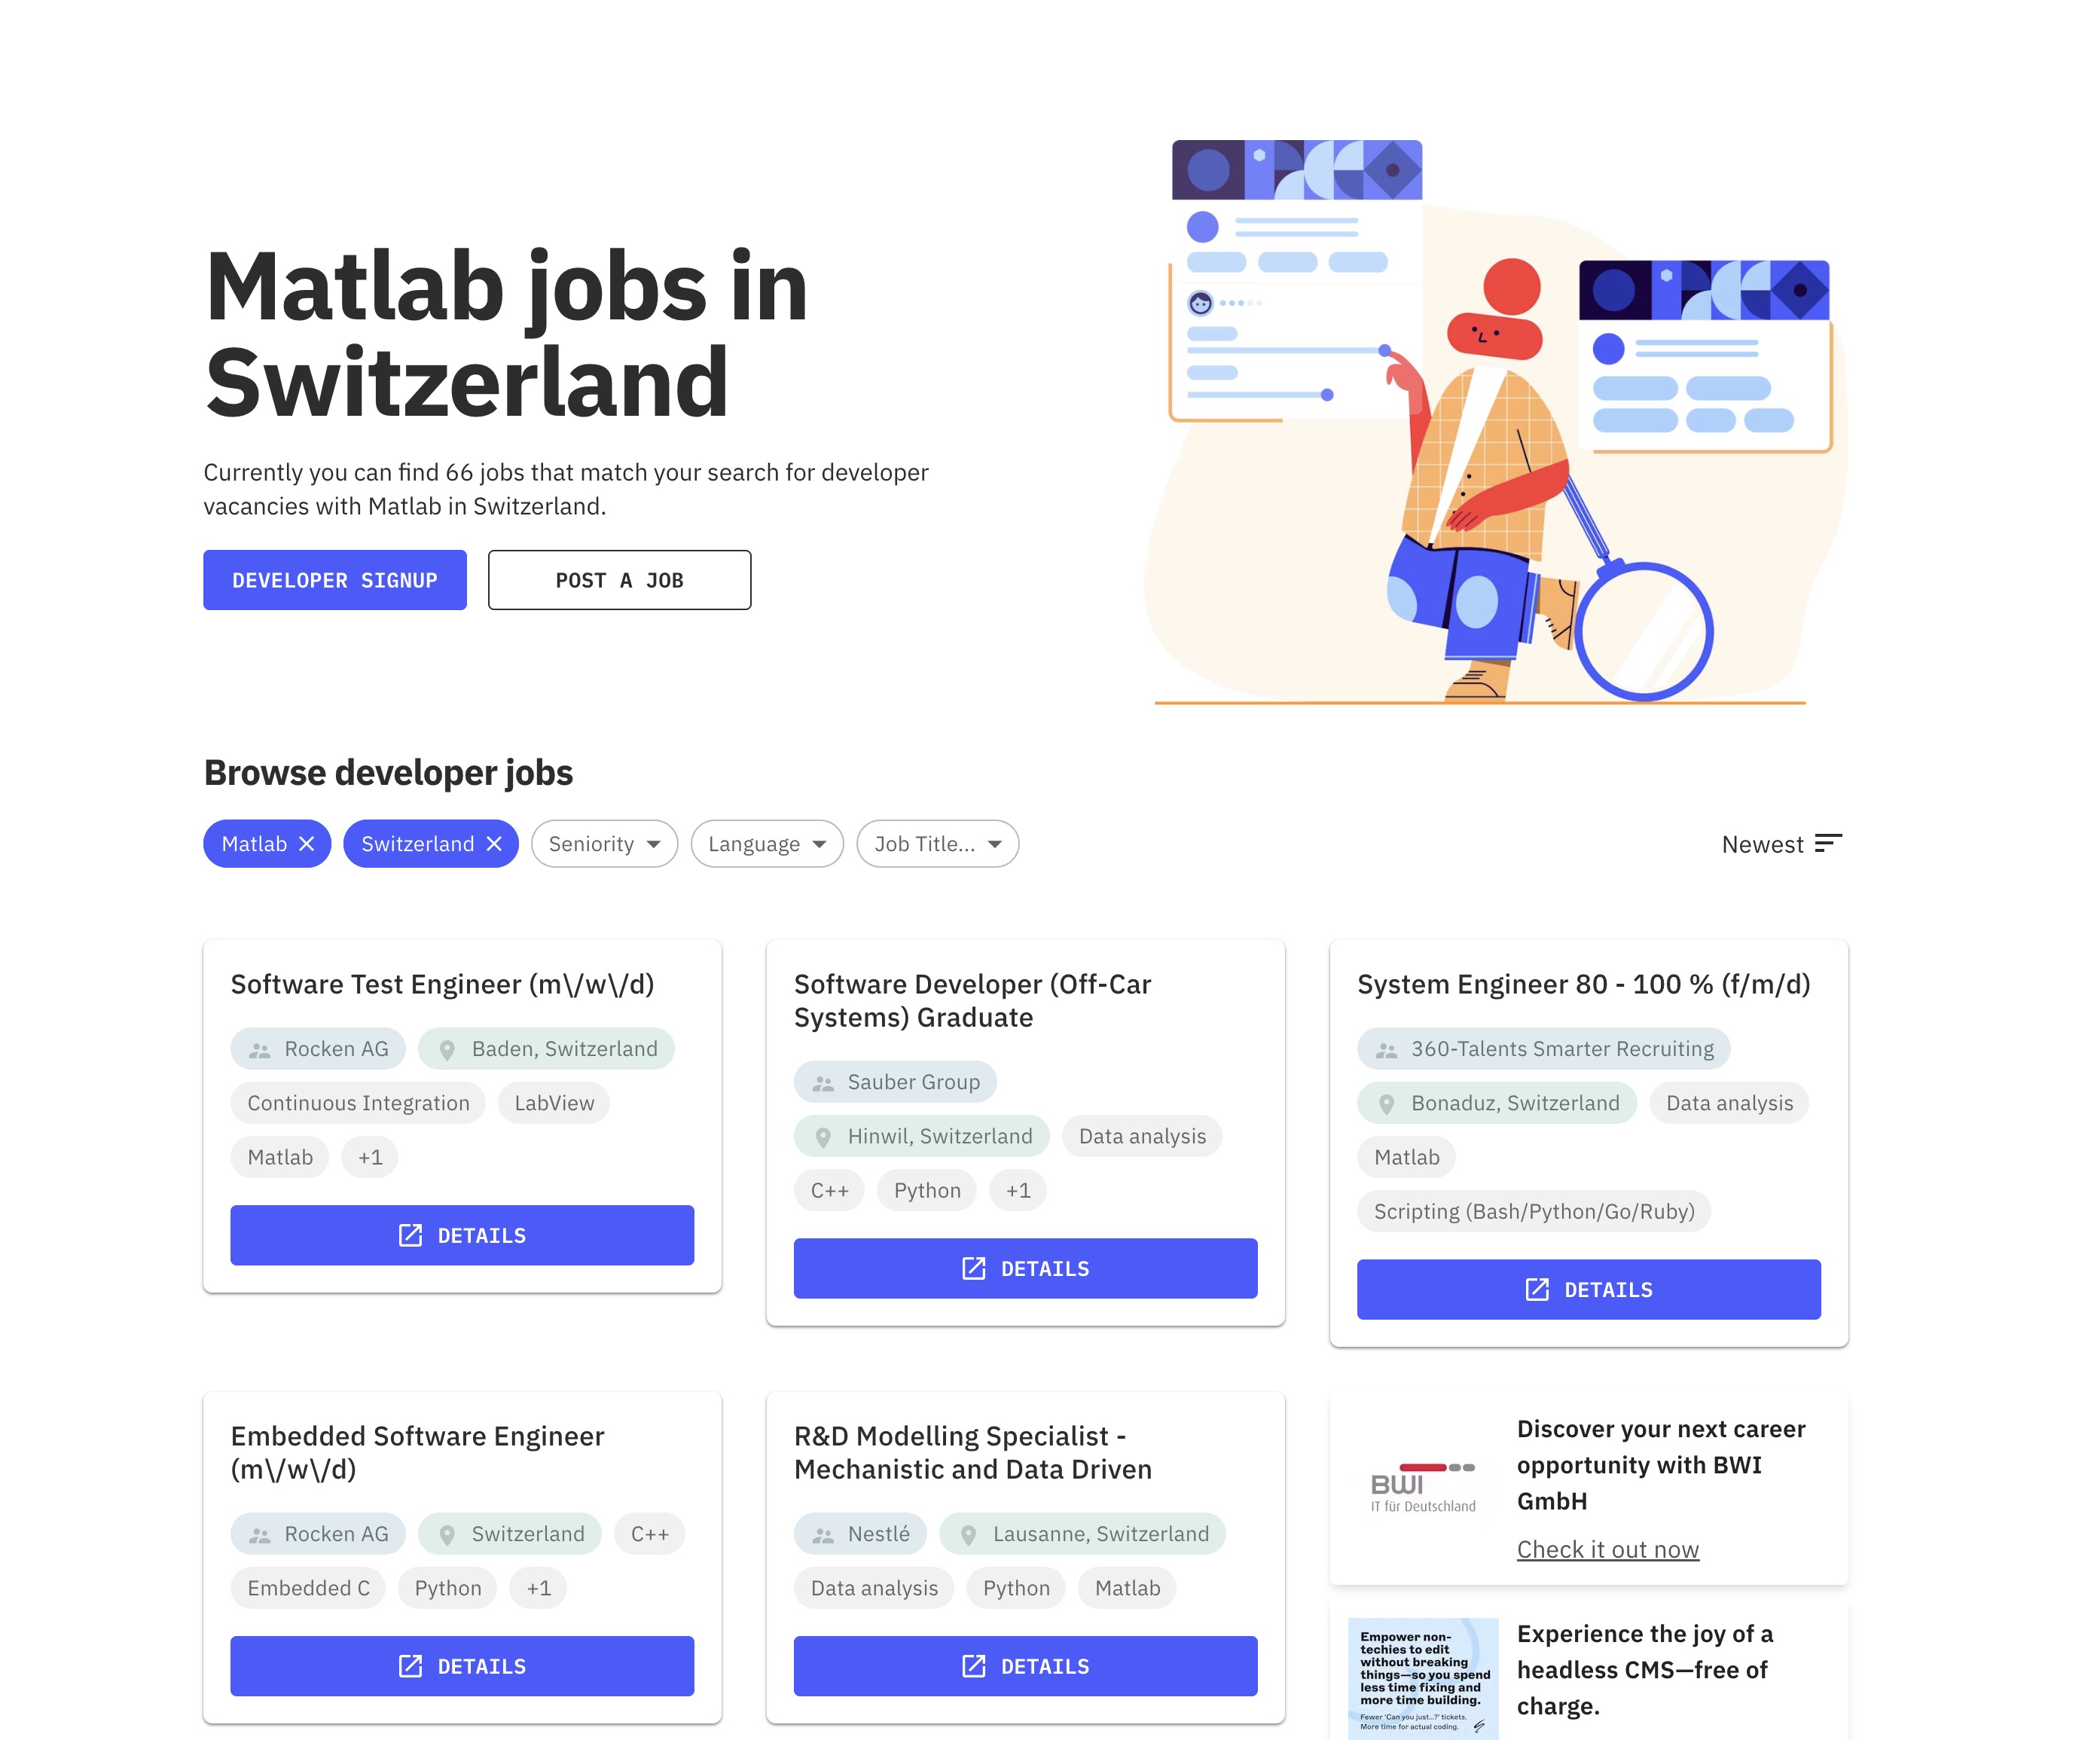 Matlab jobs in
Switzerland
Currently you can find 66 jobs that match your search for developer
vacancies with Matlab in Switzerland.
DEVELOPER SIGNUP
POST A JOB
Browse developer jobs
Matlab
Switzerland
Seniority
Language
Job Title...
Newest
Software Test Engineer (m\/w\/d)
Rocken AG
Baden, Switzerland
Continuous Integration
LabView
Matlab
+1
DETAILS
Software Developer (Off-Car
Systems) Graduate
Sauber Group
Hinwil, Switzerland
Data analysis
C++
Python
+1
DETAILS
System Engineer 80 - 100 % (f/m/d)
360-Talents Smarter Recruiting
Bonaduz, Switzerland
Data analysis
Matlab
Scripting (Bash/Python/Go/Ruby)
DETAILS
Embedded Software Engineer
(m\/w\/d)
Rocken AG
Switzerland
C++
Embedded C
Python
+1
DETAILS
R&D Modelling Specialist -
Mechanistic and Data Driven
Nestlé
Lausanne, Switzerland
Data analysis
Python
Matlab
DETAILS
BWI
IT für Deutschland
Discover your next career
opportunity with BWI
GmbH
Check it out now
Empower non-
techies to edit
without breaking
things—so you spend
less time fixing and
more time building.
Fewer 'Can you just...?' tickets.
More time for actual coding.
Experience the joy of a
headless CMS—free of
charge.